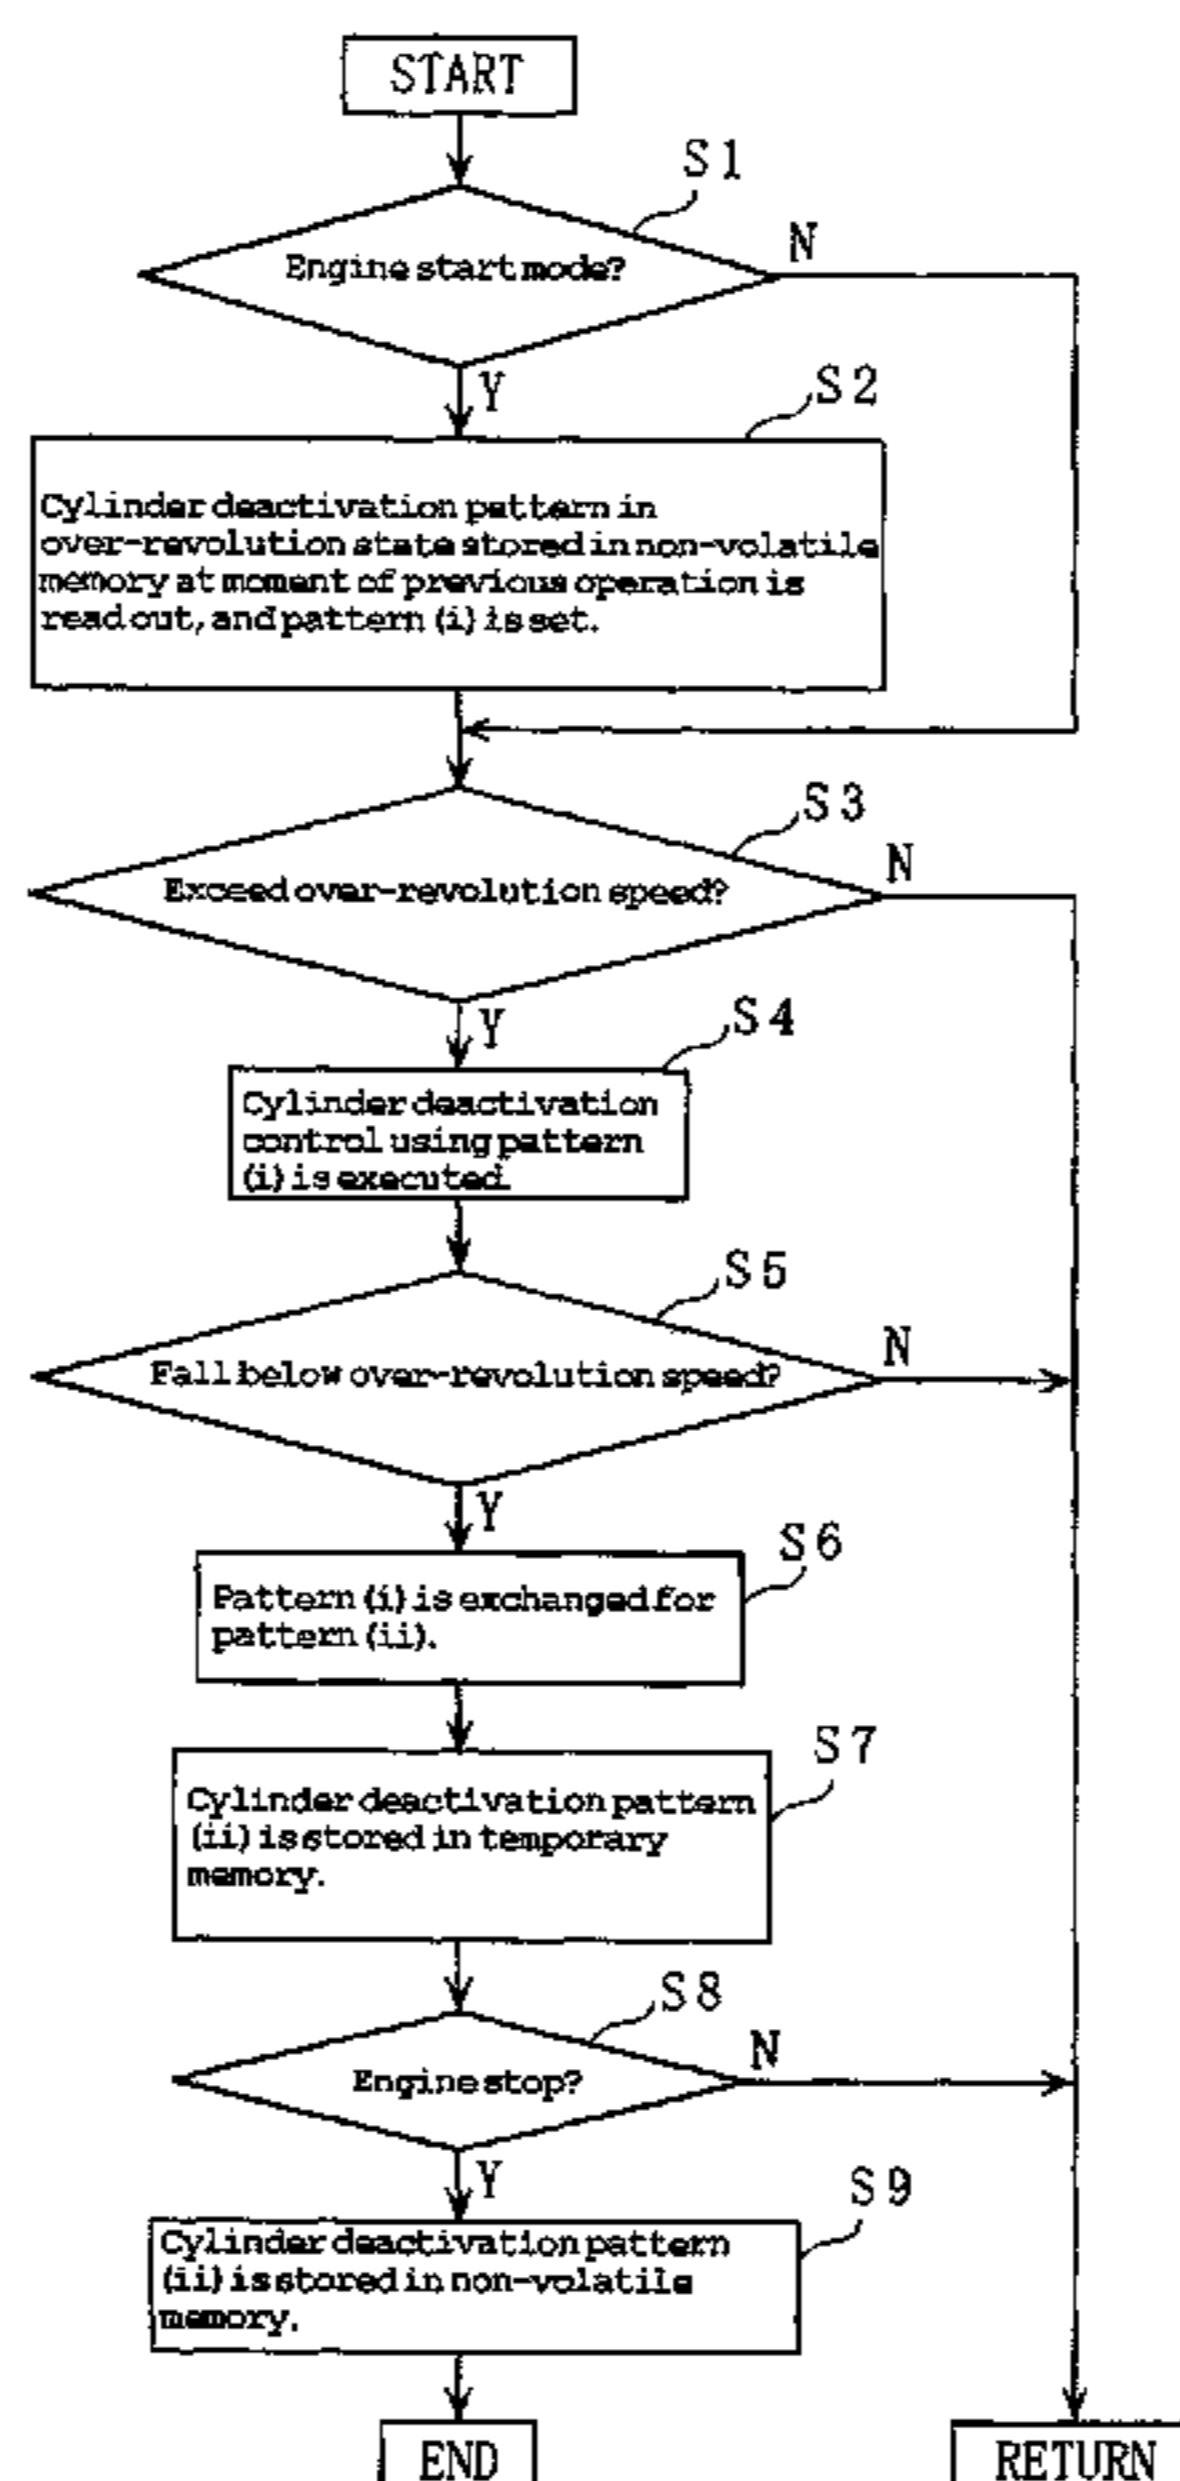 START
S1
Engine start mode?
N
Y
S2
Cylinder deactivation pattern in
over-revolution state stored in non-volatile
memory at moment of previous operation is
read out, and pattern (i) is set.
S3
Exceed over-revolution speed?
N
Y
S4
Cylinder deactivation
control using pattern
(i) is executed.
S5
Fall below over-revolution speed?
N
Y
S6
Pattern (i) is exchanged for
pattern (ii).
S7
Cylinder deactivation pattern
(ii) is stored in temporary
memory.
S8
Engine stop?
N
Y
S9
Cylinder deactivation pattern
(ii) is stored in non-volatile
memory.
END
RETURN